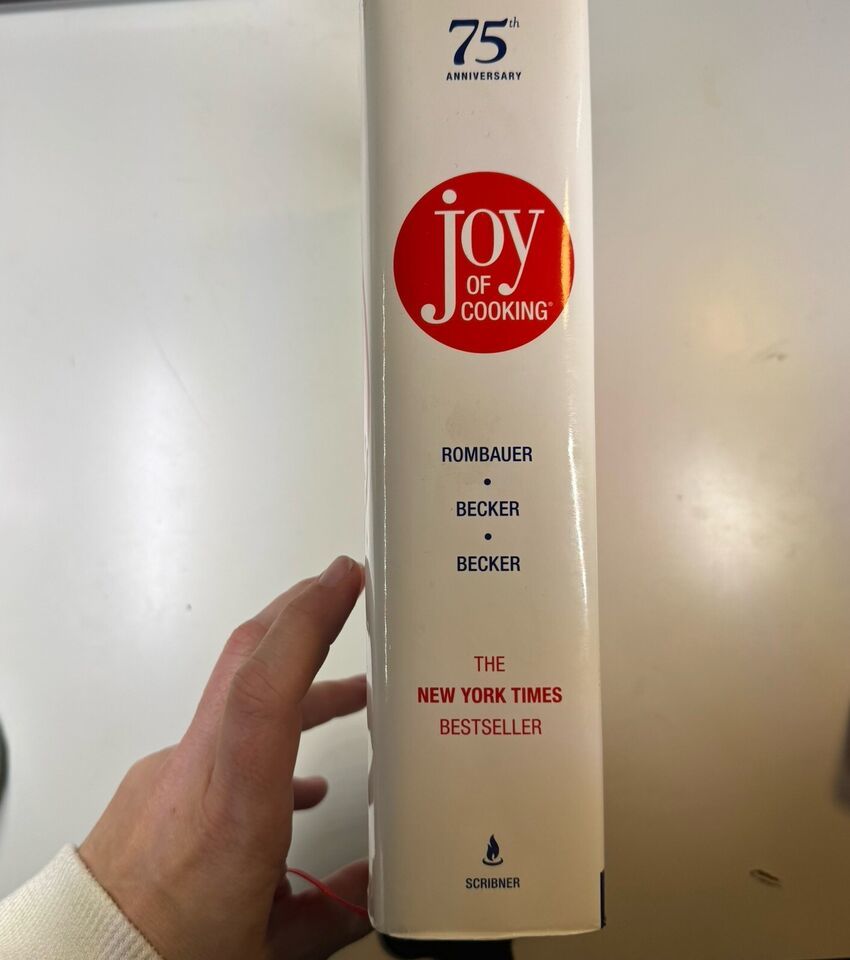 75th
ANNIVERSARY
joy
OF
COOKING®
ROMBAUER
•
BECKER
•
BECKER
THE
NEW YORK TIMES
BESTSELLER
SCRIBNER